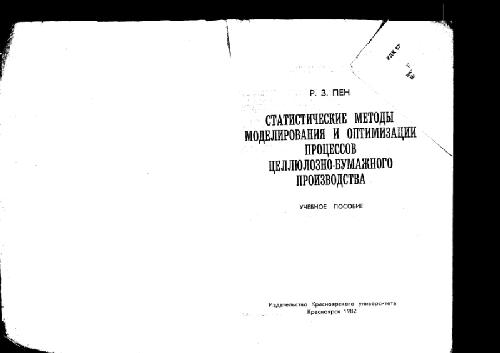 Р. З. ПЕН
СТАТИСТИЧЕСКИЕ МЕТОДЫ
МОДЕЛИРОВАНИЯ И ОПТИМИЗАЦИИ
ПРОЦЕССОВ
ЦЕЛЛЮЛОЗНО-БУМАЖНОГО
ПРОИЗВОДСТВА
УЧЕБНОЕ ПОСОБИЕ
Издательство Красноярского университета
Красноярск 1982